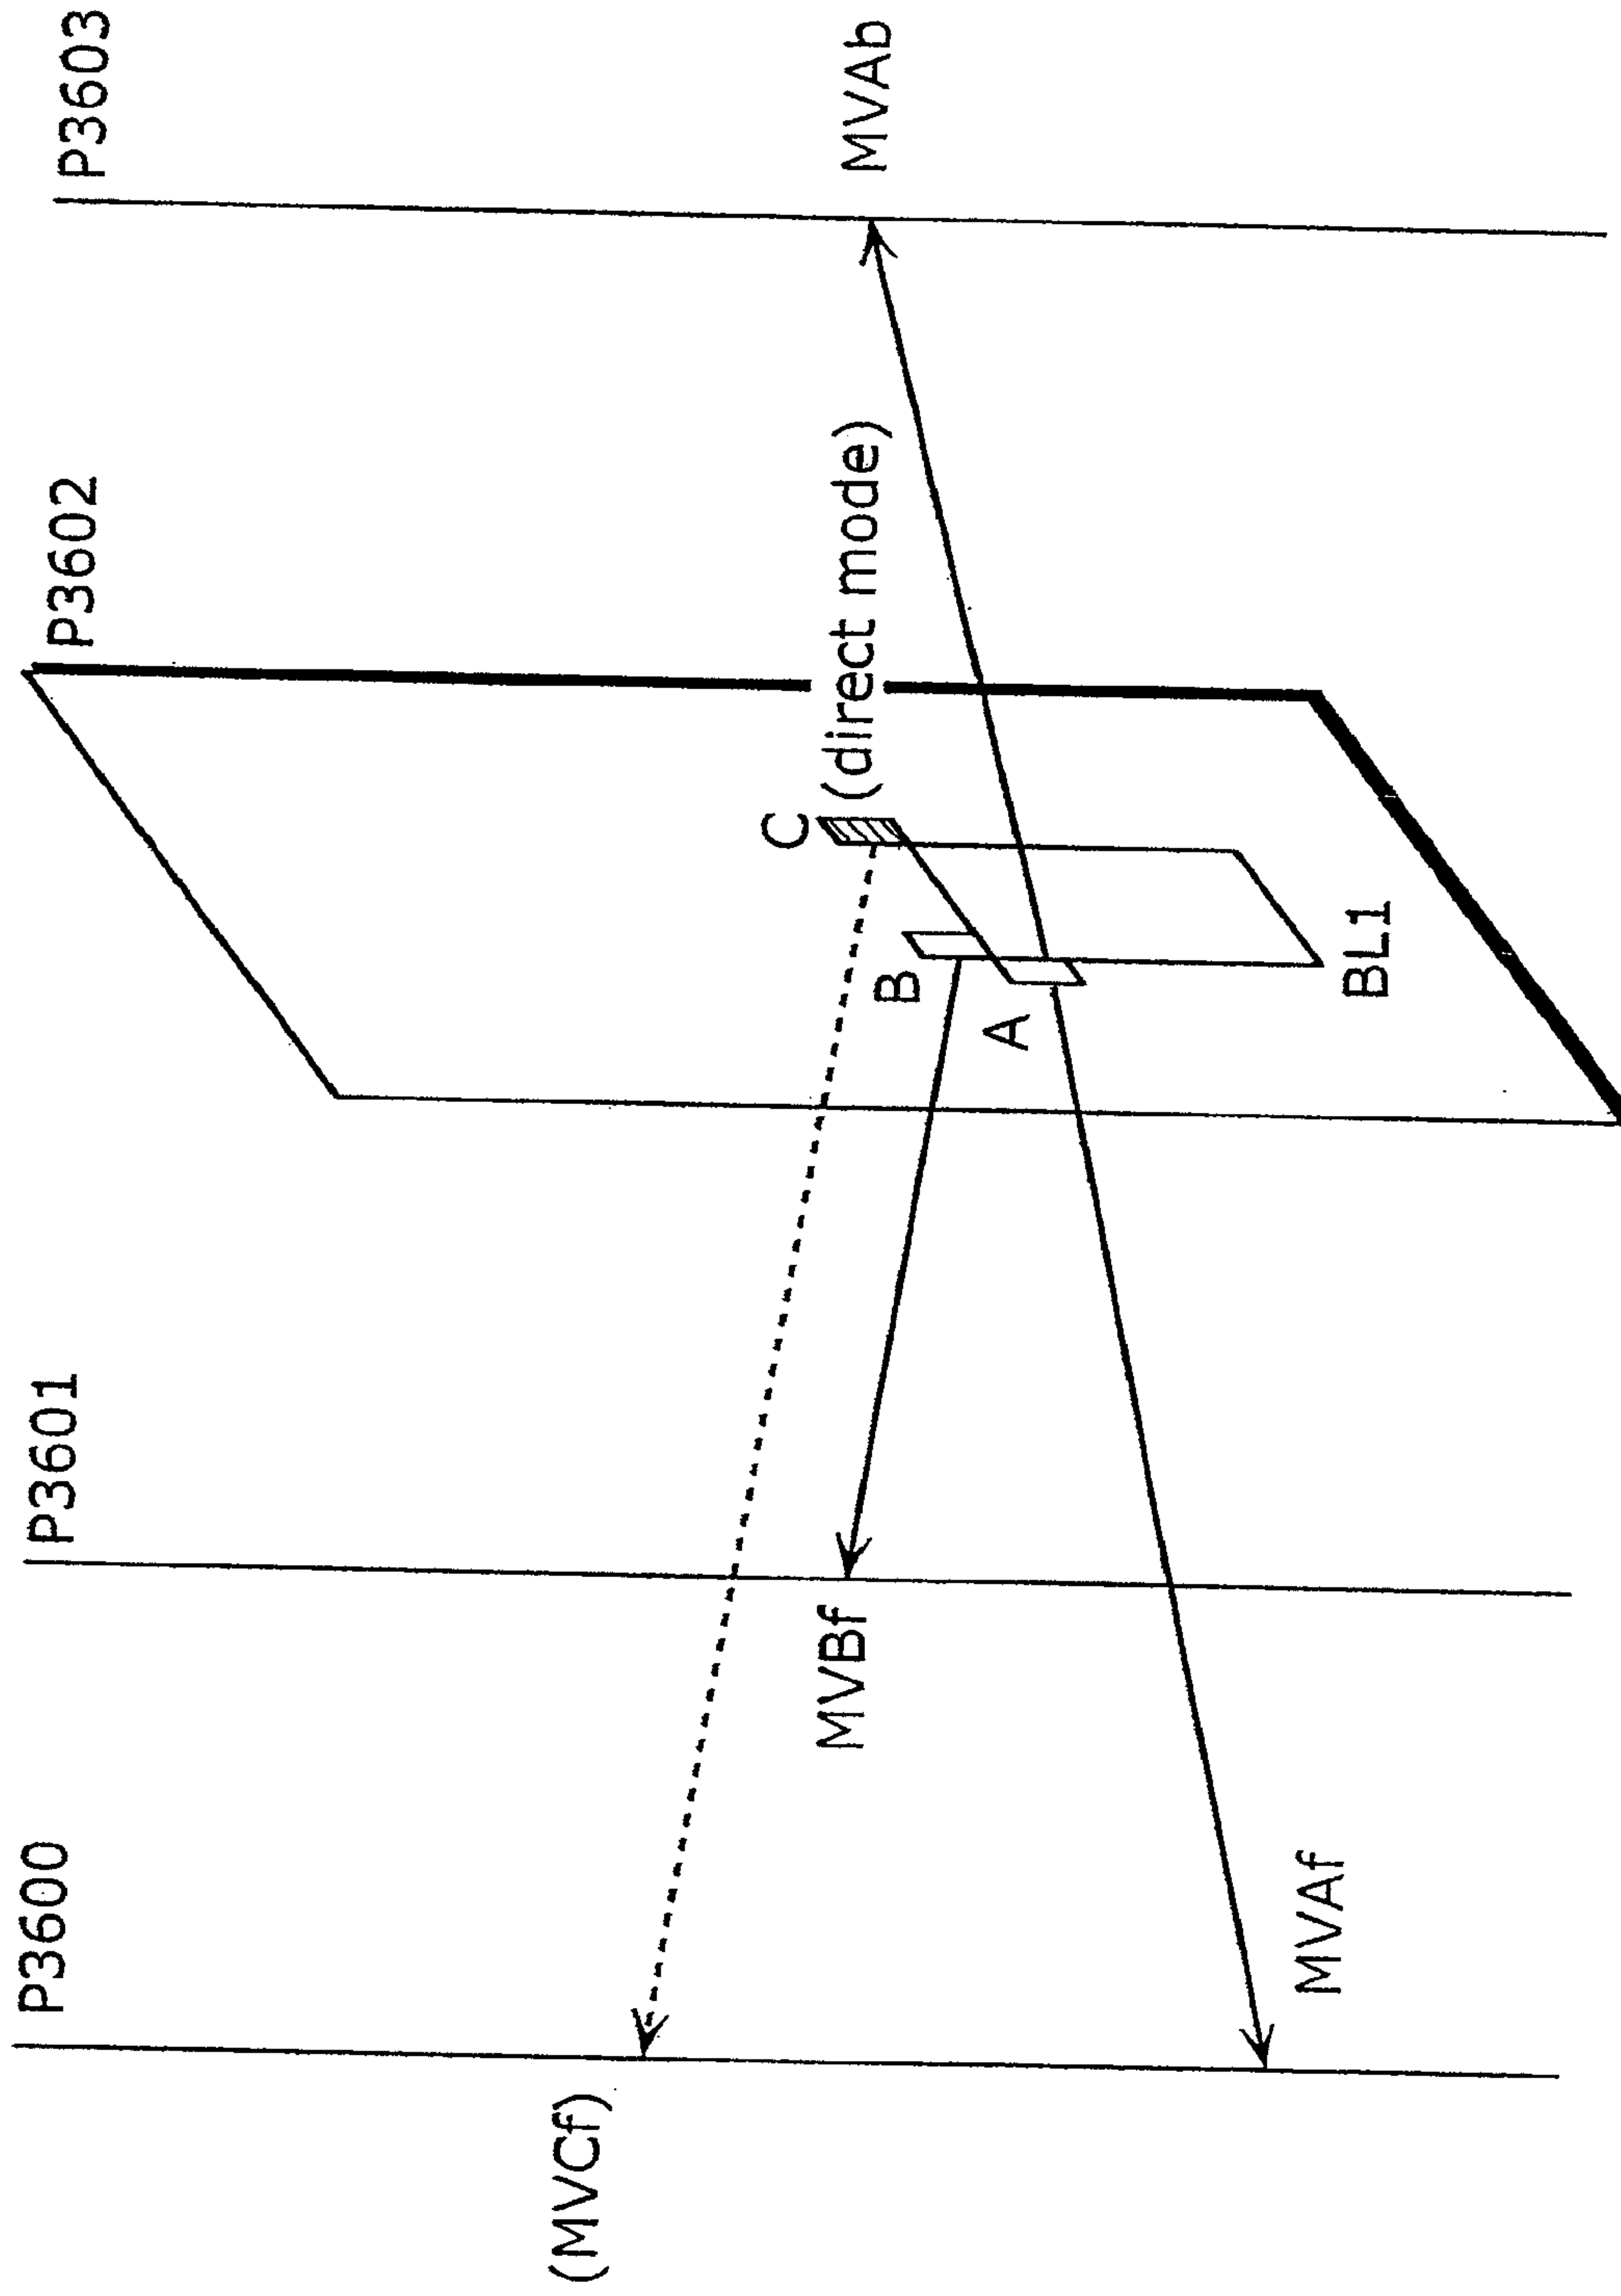 P3600
P3601
P3602
P3603
(MVCf)
C
(direct mode)
MVBf
MVAb
B
A
MVAf
BL1